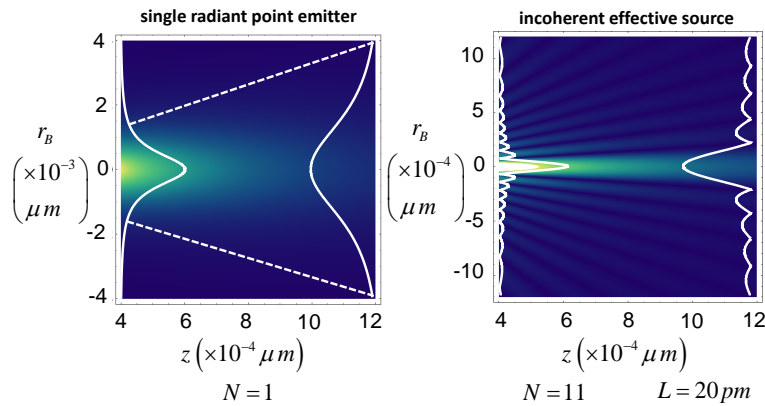 single radiant point emitter
4
2
0
-2
-4
r_B
(×10^{-3}
μm)
4 6 8 10 12
z (×10^{-4} μm)
N = 1
incoherent effective source
10
5
0
-5
-10
r_B
(×10^{-4}
μm)
4 6 8 10 12
z (×10^{-4} μm)
N = 11 L = 20 pm